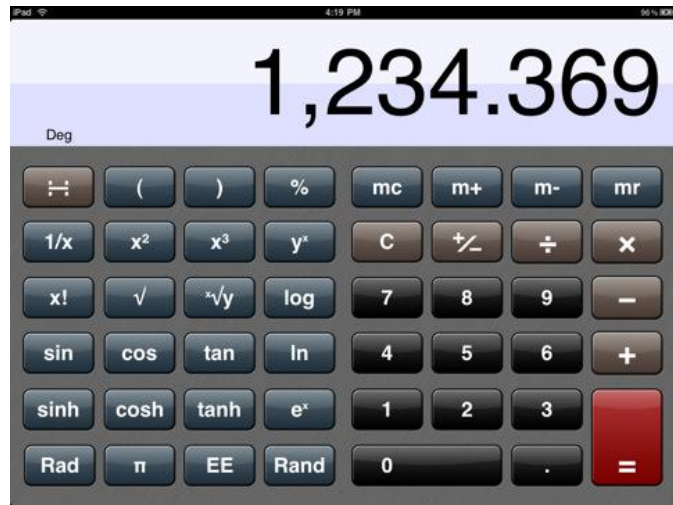 iPad 4:19 PM 96%
1,234.369
Deg
( ) % mc m+ m- mr
1/x x² x³ yˣ C +/− ÷ ×
x! √ ˣ√y log 7 8 9 −
sin cos tan ln 4 5 6 +
sinh cosh tanh eˣ 1 2 3
Rad π EE Rand 0 . =